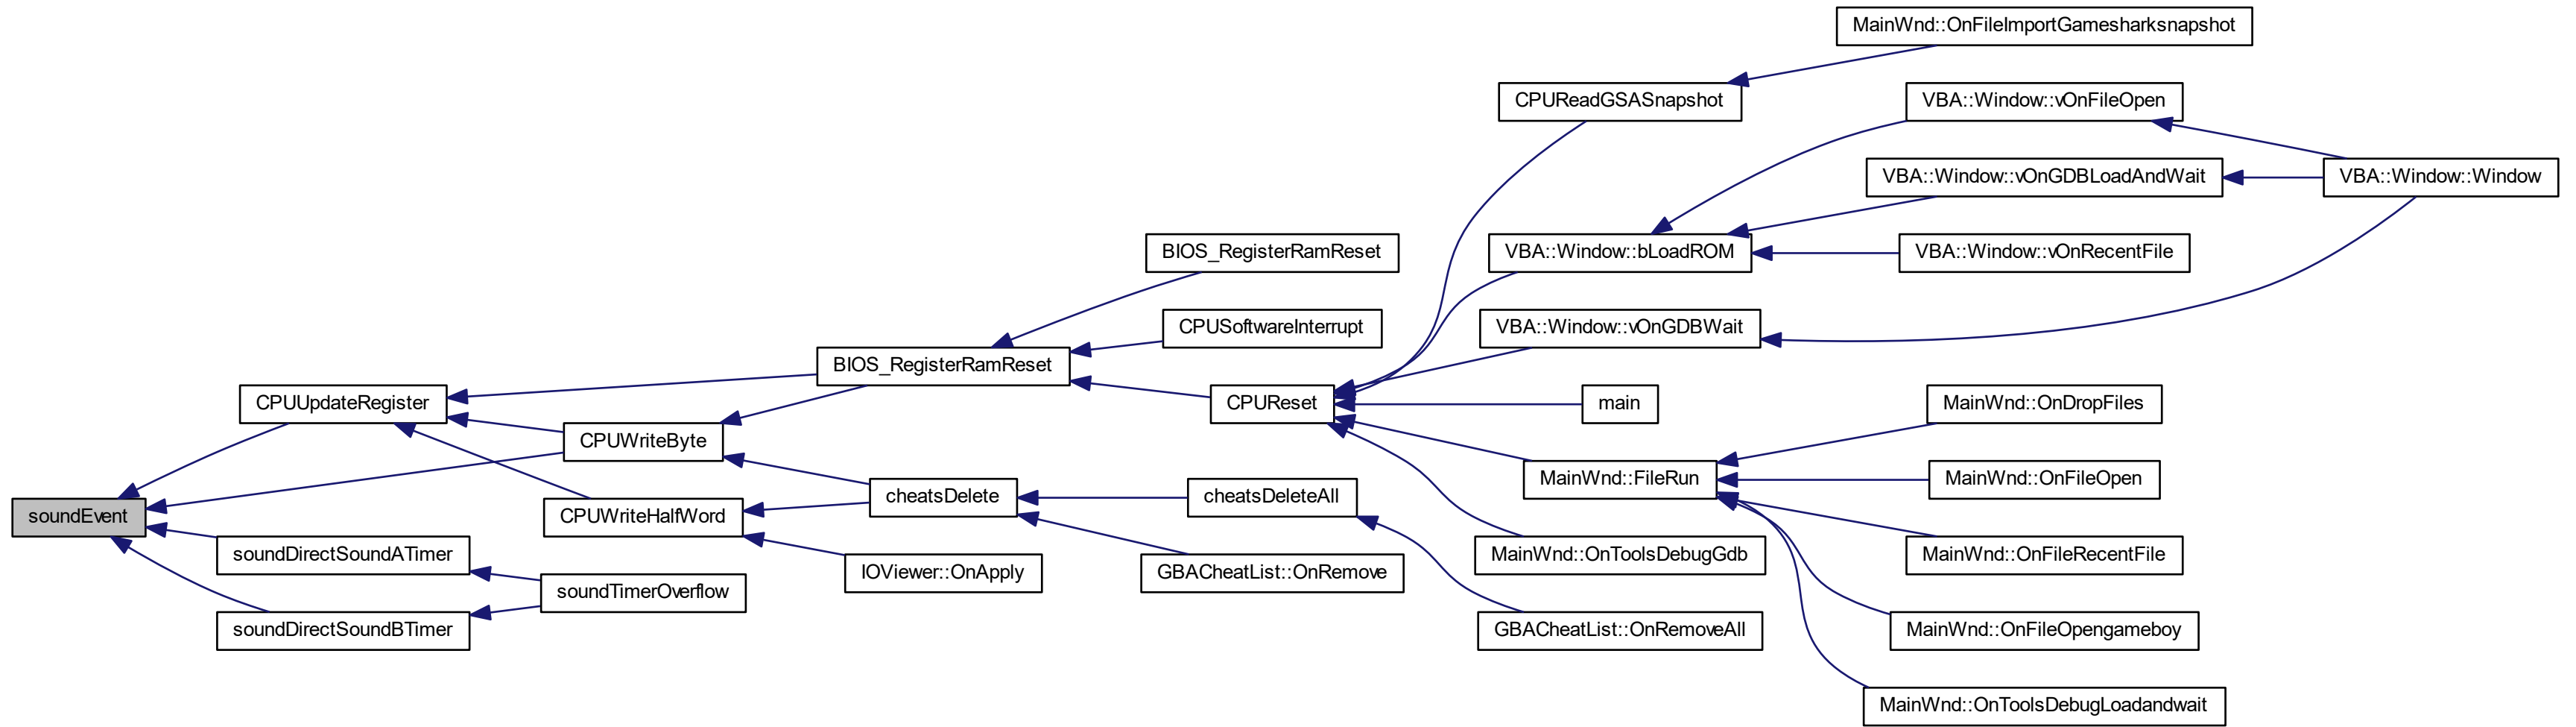 MainWnd::OnFileImportGamesharksnapshot
CPUReadGSASnapshot
VBA::Window::vOnFileOpen
VBA::Window::vOnGDBLoadAndWait
VBA::Window::Window
BIOS_RegisterRamReset
VBA::Window::bLoadROM
VBA::Window::vOnRecentFile
CPUSoftwareInterrupt
VBA::Window::vOnGDBWait
BIOS_RegisterRamReset
CPUUpdateRegister
CPUReset
main
MainWnd::OnDropFiles
CPUWriteByte
MainWnd::FileRun
MainWnd::OnFileOpen
cheatsDelete
cheatsDeleteAll
soundEvent
CPUWriteHalfWord
soundDirectSoundATimer
MainWnd::OnToolsDebugGdb
MainWnd::OnFileRecentFile
IOViewer::OnApply
GBACheatList::OnRemove
soundTimerOverflow
soundDirectSoundBTimer
GBACheatList::OnRemoveAll
MainWnd::OnFileOpengameboy
MainWnd::OnToolsDebugLoadandwait